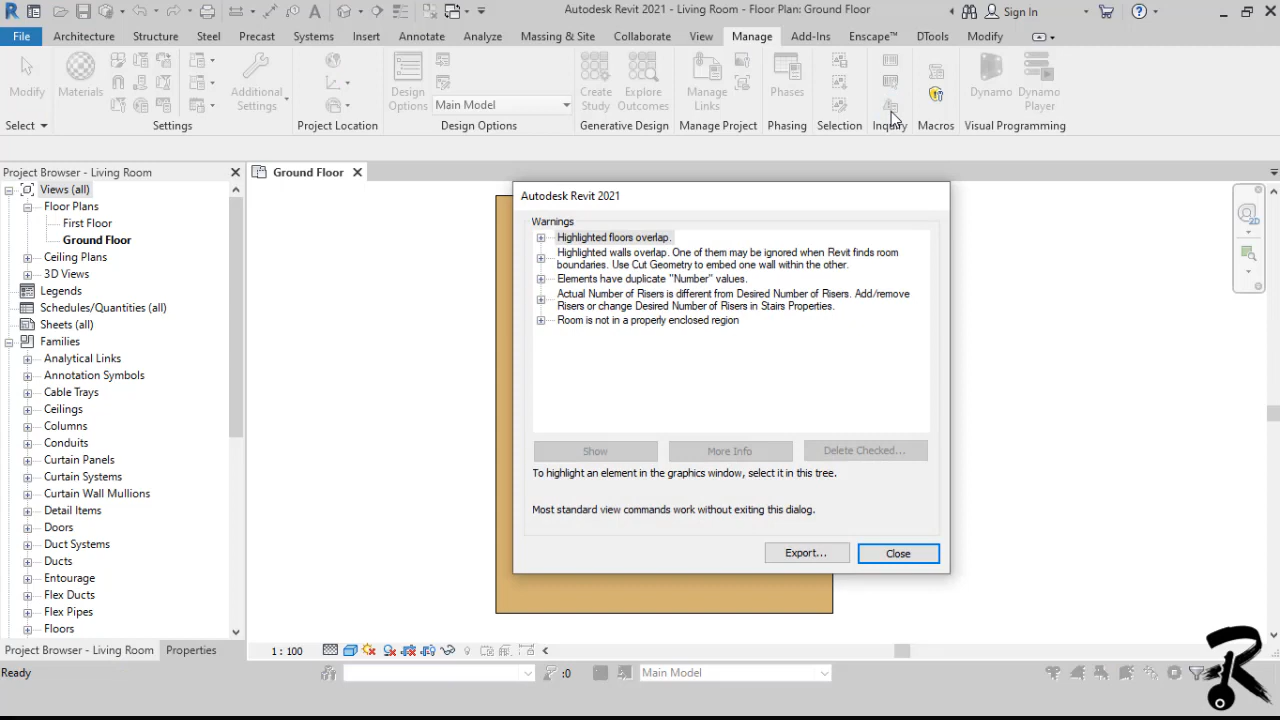 Autodesk Revit 2021 - Living Room - Floor Plan: Ground Floor
Sign In
File Architecture Structure Steel Precast Systems Insert Annotate Analyze Massing & Site Collaborate View Manage Add-Ins Enscape™ DTools Modify
Modify
Materials
Additional
Settings
Design
Options
Main Model
Create
Study
Explore
Outcomes
Manage
Links
Phases
Dynamo
Dynamo
Player
Select
Settings
Project Location
Design Options
Generative Design
Manage Project
Phasing
Selection
Inquiry
Macros
Visual Programming
Project Browser - Living Room
Ground Floor
Views (all)
Floor Plans
First Floor
Ground Floor
Ceiling Plans
3D Views
Legends
Schedules/Quantities (all)
Sheets (all)
Families
Analytical Links
Annotation Symbols
Cable Trays
Ceilings
Columns
Conduits
Curtain Panels
Curtain Systems
Curtain Wall Mullions
Detail Items
Doors
Duct Systems
Ducts
Entourage
Flex Ducts
Flex Pipes
Floors
Project Browser - Living Room
Properties
Autodesk Revit 2021
Warnings
Highlighted floors overlap.
Highlighted walls overlap. One of them may be ignored when Revit finds room
boundaries. Use Cut Geometry to embed one wall within the other.
Elements have duplicate "Number" values.
Actual Number of Risers is different from Desired Number of Risers. Add/remove
Risers or change Desired Number of Risers in Stairs Properties.
Room is not in a properly enclosed region
Show
More Info
Delete Checked...
To highlight an element in the graphics window, select it in this tree.
Most standard view commands work without exiting this dialog.
Export...
Close
2D
1 : 100
Ready
:0
Main Model